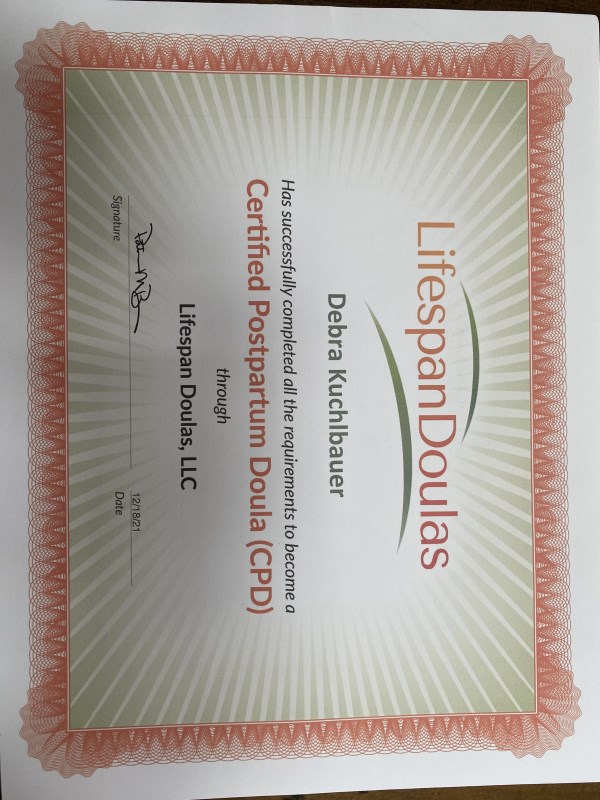 LifespanDoulas
Debra Kuchlbauer
Has successfully completed all the requirements to become a
Certified Postpartum Doula (CPD)
through
Lifespan Doulas, LLC
12/18/21
Signature
Date